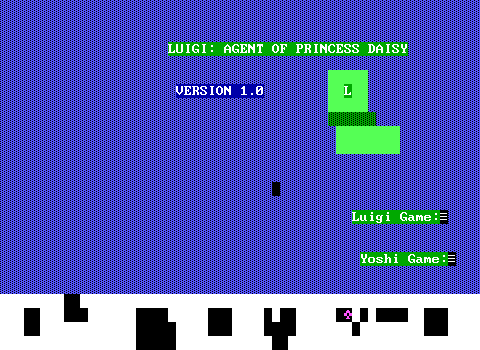 LUIGI: AGENT OF PRINCESS DAISY
VERSION 1.0
L
Luigi Game:≡
Yoshi Game:≡